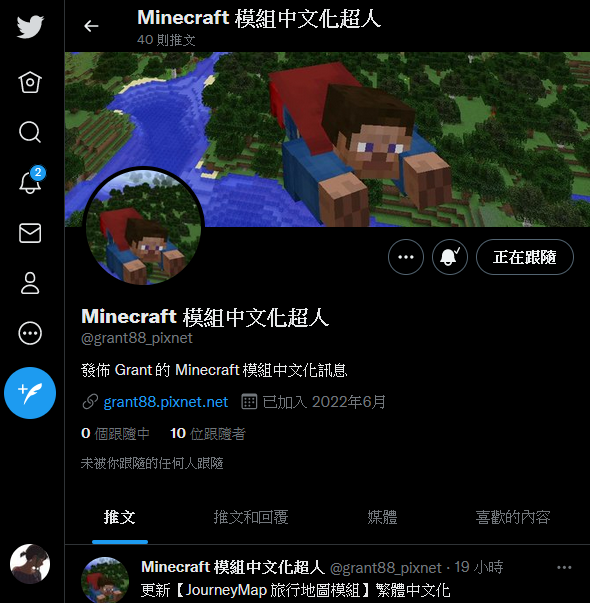 Minecraft 模組中文化超人
40 則推文
2
正在跟隨
Minecraft 模組中文化超人
@grant88_pixnet
發佈 Grant 的 Minecraft 模組中文化訊息
grant88.pixnet.net 已加入 2022年6月
0 個跟隨中 10 位跟隨者
未被你跟隨的任何人跟隨
推文 推文和回覆 媒體 喜歡的內容
Minecraft 模組中文化超人 @grant88_pixnet · 19 小時
更新【JourneyMap 旅行地圖模組】繁體中文化